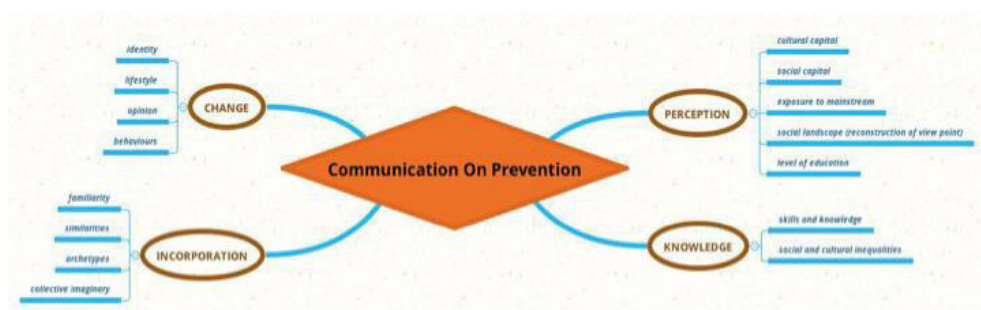 identity
lifestyle
opinion
behaviours
CHANGE
familiarity
similarities
archetypes
collective imaginary
INCORPORATION
Communication On Prevention
PERCEPTION
cultural capital
social capital
exposure to mainstream
social landscape (reconstruction of view point)
level of education
KNOWLEDGE
skills and knowledge
social and cultural inequalities